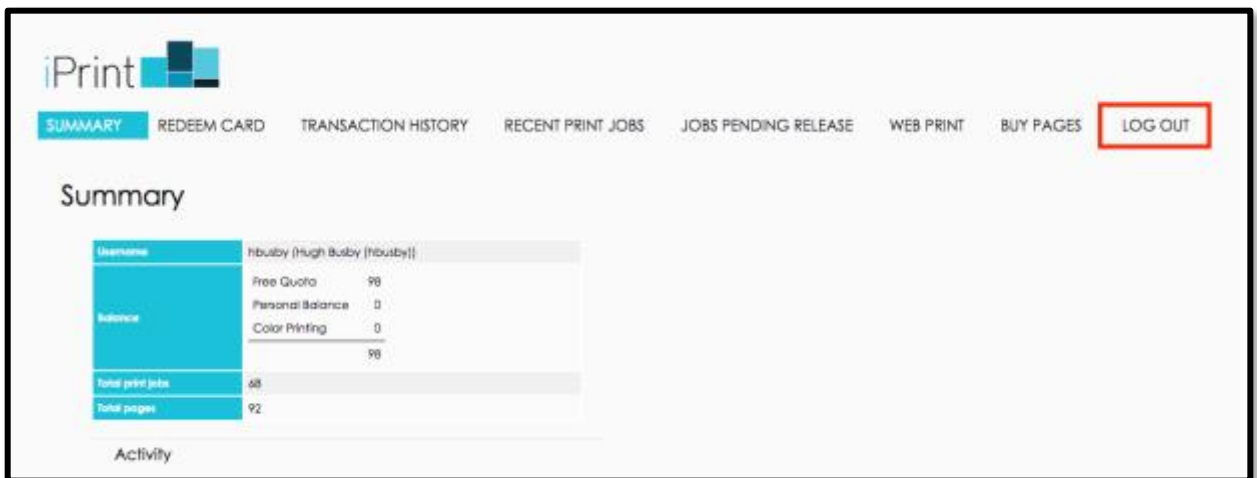 iPrint
SUMMARY REDEEM CARD TRANSACTION HISTORY RECENT PRINT JOBS JOBS PENDING RELEASE WEB PRINT BUY PAGES LOG OUT
Summary
Username hbusby (Hugh Busby (hbusby))
Balance
Free Quota 98
Personal Balance 0
Color Printing 0
98
Total print jobs 68
Total pages 92
Activity